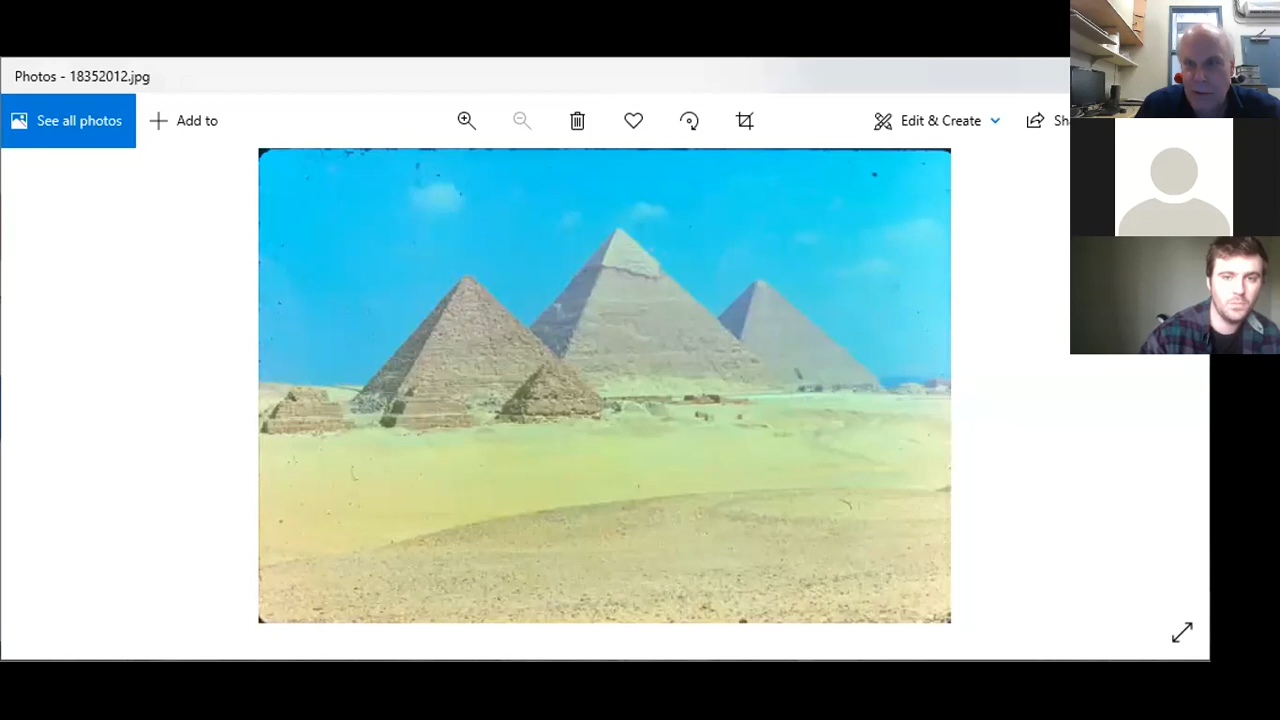 Photos - 18352012.jpg
See all photos
Add to
Edit & Create
Sh